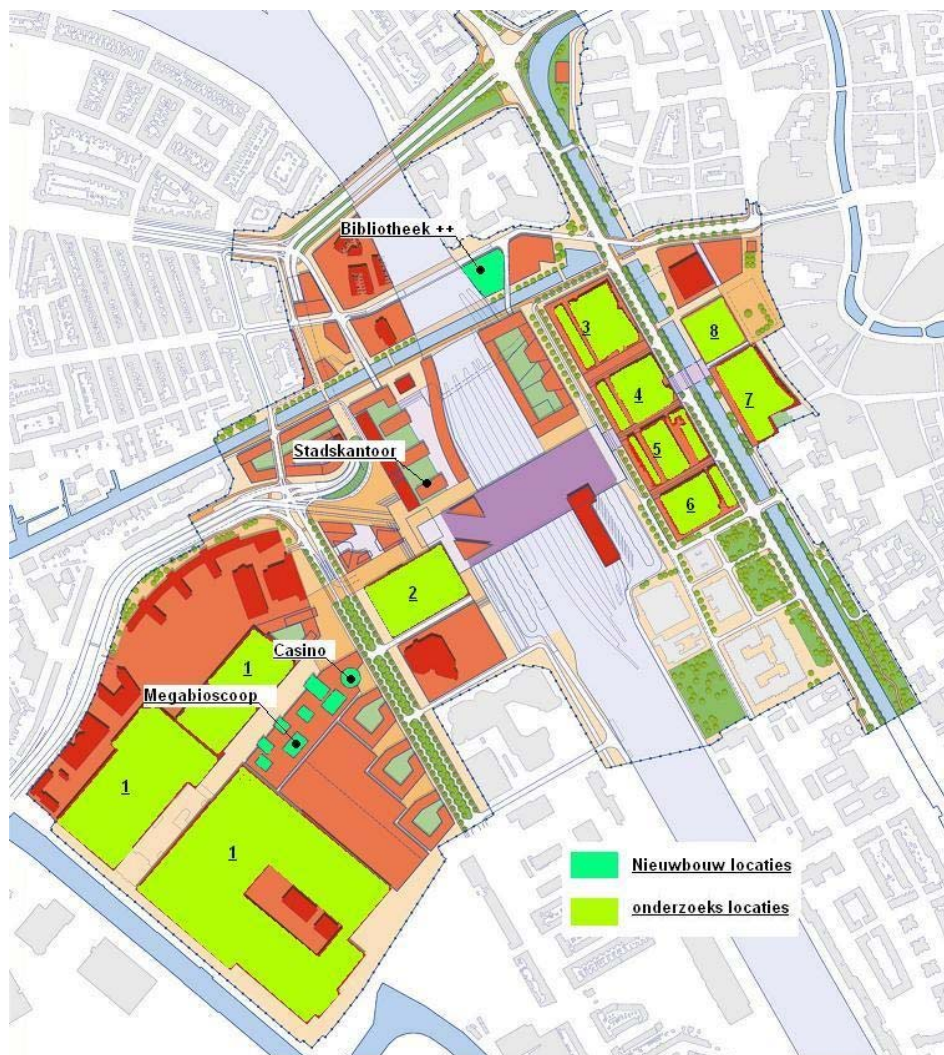 Bibliotheek ++
3
8
4
7
Stadskantoor
5
6
2
Casino
1
Megabioscoop
1
1
Nieuwbouw locaties
onderzoeks locaties